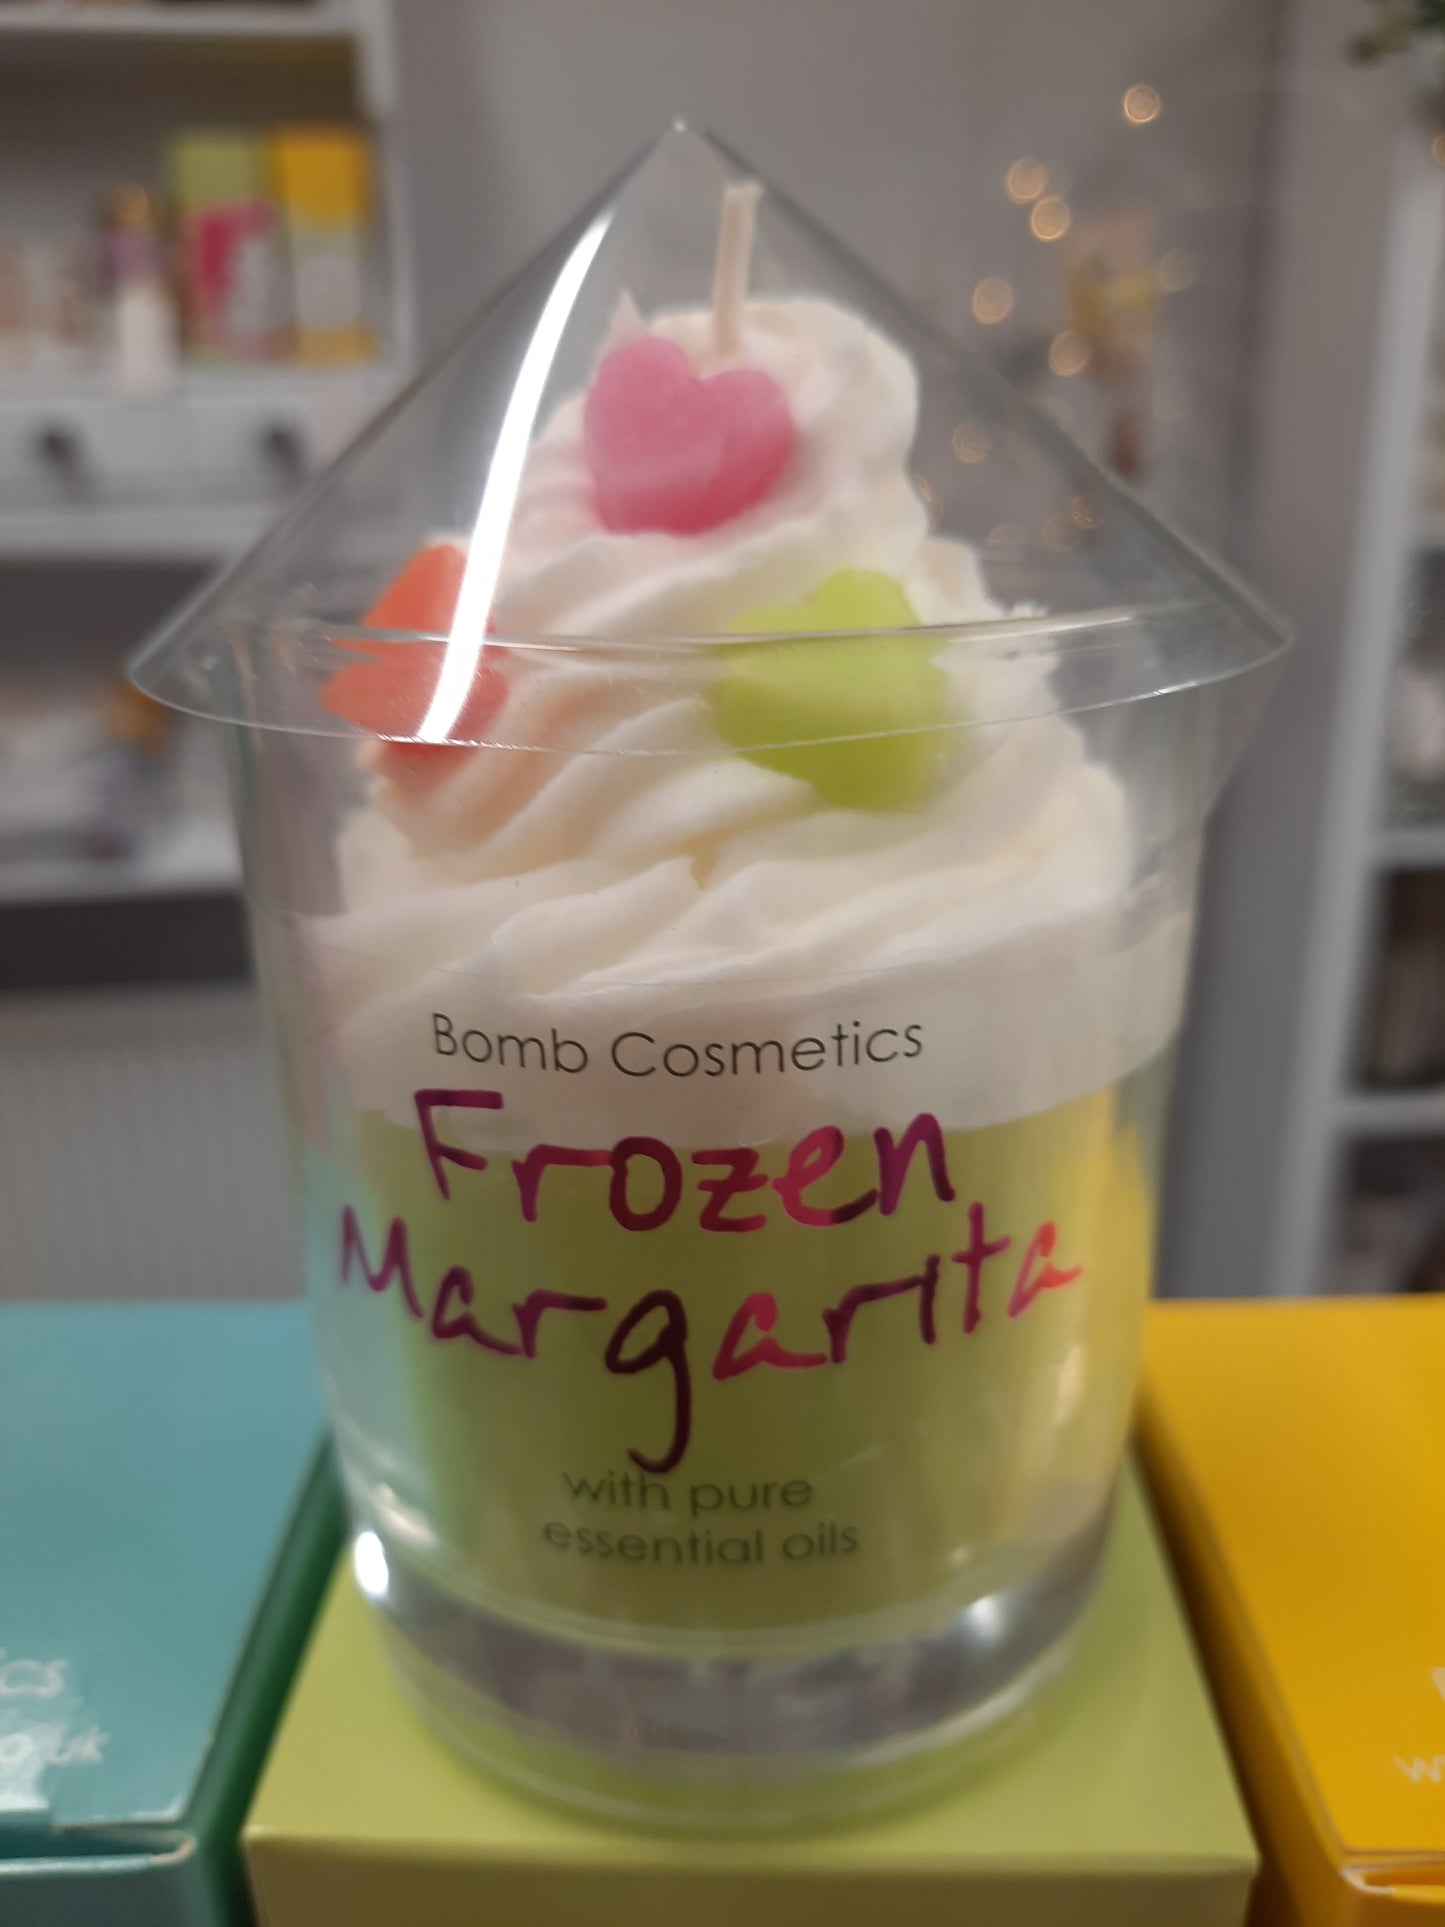 Bomb Cosmetics
Frozen
Margarita
with pure
essential oils